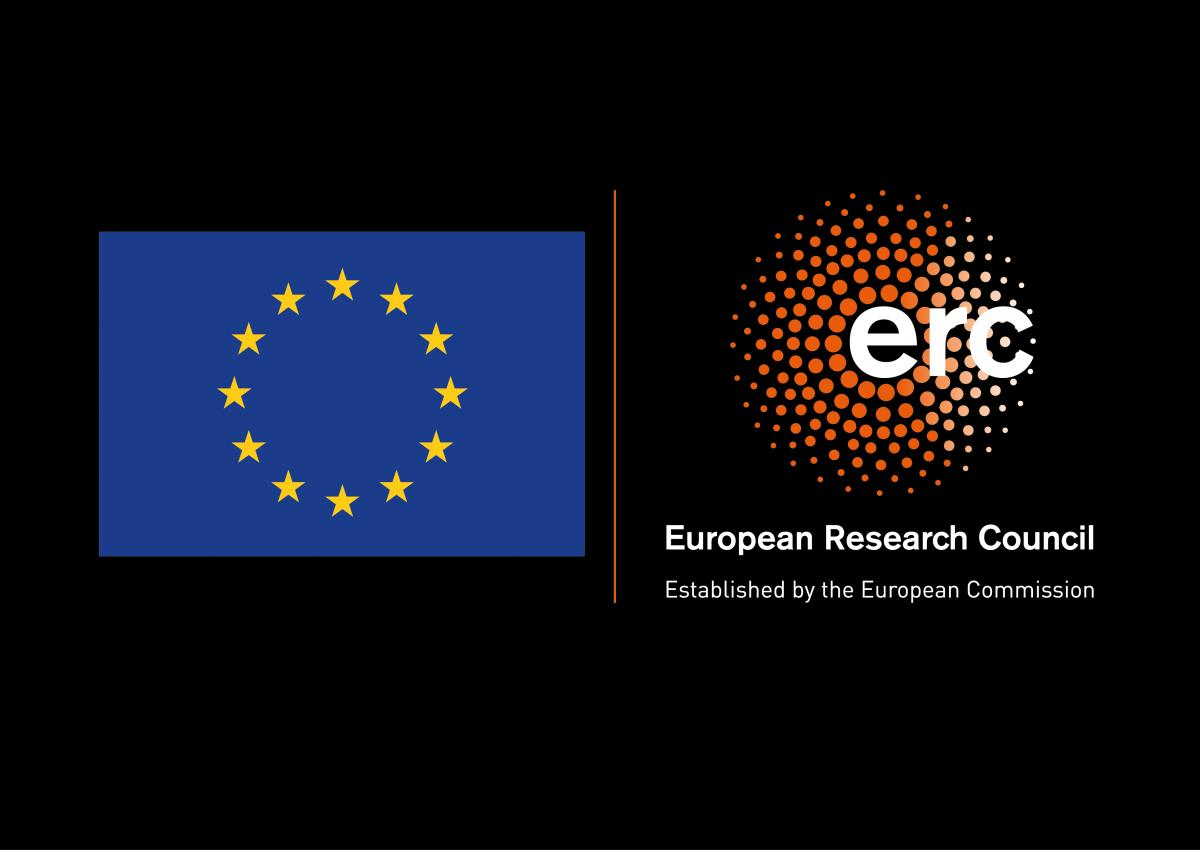 erc
European Research Council
Established by the European Commission